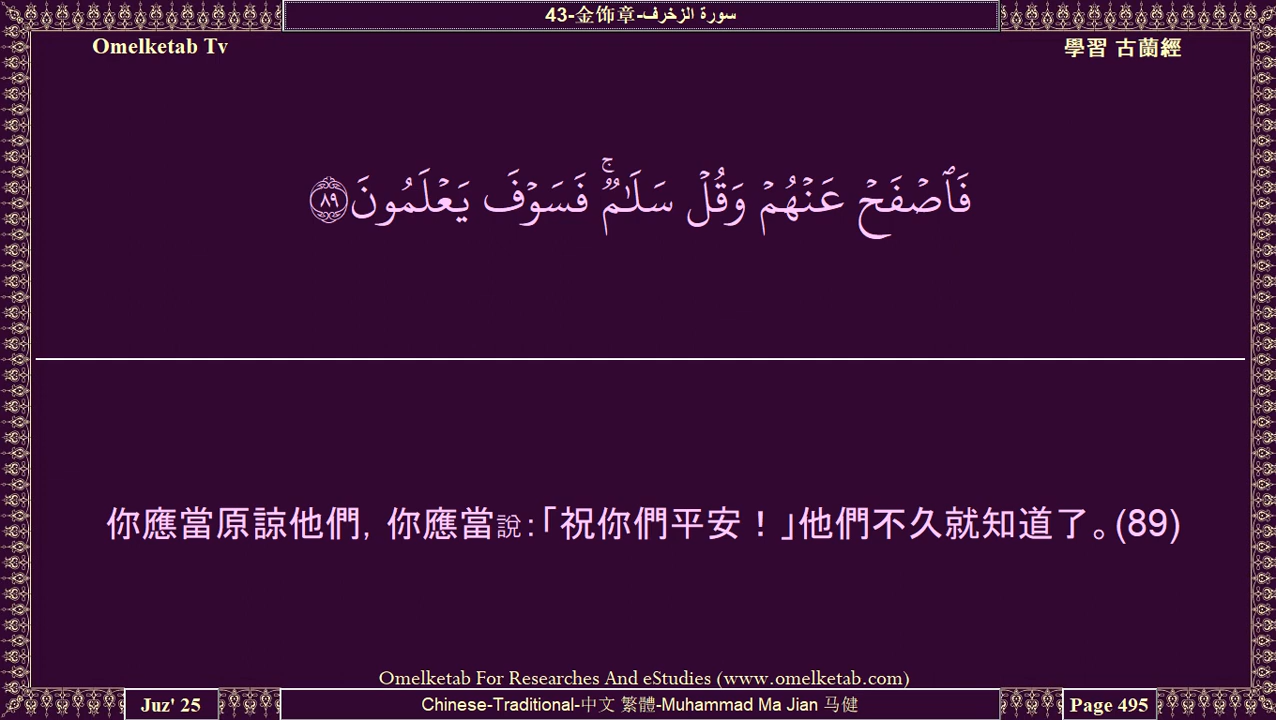 43-金饰章-سورة الزخرف
Omelketab Tv
學習 古蘭經
فَٱصۡفَحۡ عَنۡهُمۡ وَقُلۡ سَلَٰمٞۚ فَسَوۡفَ يَعۡلَمُونَ ٨٩
你應當原諒他們, 你應當說:「祝你們平安！」他們不久就知道了。(89)
Omelketab For Researches And eStudies (www.omelketab.com)
Juz' 25
Chinese-Traditional-中文 繁體-Muhammad Ma Jian 马健
Page 495